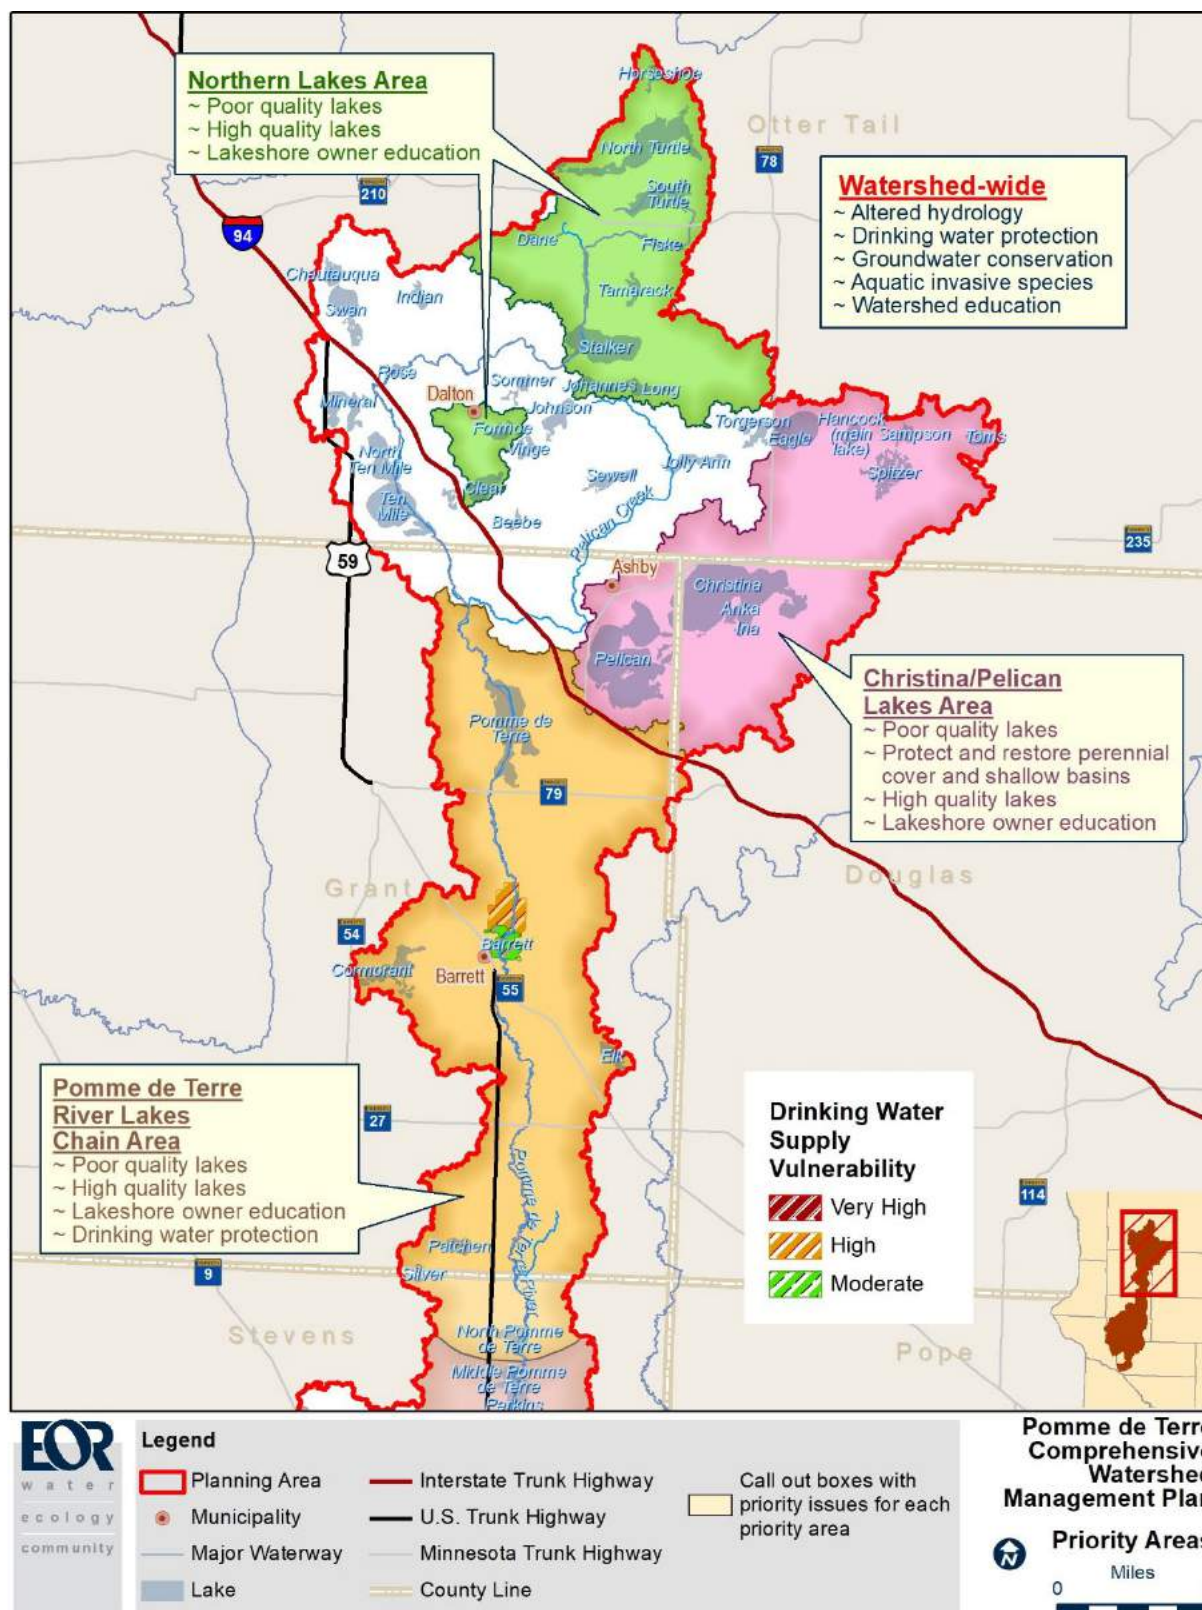 Northern Lakes Area
~ Poor quality lakes
~ High quality lakes
~ Lakeshore owner education
Horseshoe
Otter Tail
North Turtle
78
South
Turtle
210
Watershed-wide
~ Altered hydrology
~ Drinking water protection
~ Groundwater conservation
~ Aquatic invasive species
~ Watershed education
94
Dane
Fiske
Chautauqua
Indian
Tamarack
Swan
Stalker
Rose
Sommer
Johannes
Long
Dalton
Mineral
Johnson
Torgerson
Hancock
(main
lake)
Sampson
Toms
Eagle
Vinge
North
Ten Mile
Jolly Ann
Spitzer
Sewell
Clear
Ten
Mile
Beebe
Pelican Creek
235
59
Ashby
Christina
Anka
Ina
Pelican
Christina/Pelican
Lakes Area
~ Poor quality lakes
~ Protect and restore perennial
cover and shallow basins
~ High quality lakes
~ Lakeshore owner education
Pomme de
Terre
79
Grant
Douglas
54
Barrett
Cormorant
Barrett
55
Elk
Pomme de Terre
River Lakes
Chain Area
~ Poor quality lakes
~ High quality lakes
~ Lakeshore owner education
~ Drinking water protection
27
Drinking Water
Supply
Vulnerability
Very High
High
Moderate
114
Pomme de Terre River
Patchen
Silver
9
Stevens
North Pomme
de Terre
Pope
Middle Pomme
de Terre
Perkins
EOR
water
ecology
community
Legend
Planning Area
Municipality
Major Waterway
Lake
Interstate Trunk Highway
U.S. Trunk Highway
Minnesota Trunk Highway
County Line
Call out boxes with
priority issues for each
priority area
Pomme de Terre
Comprehensive
Watershed
Management Plan
N
Priority Areas
Miles
0